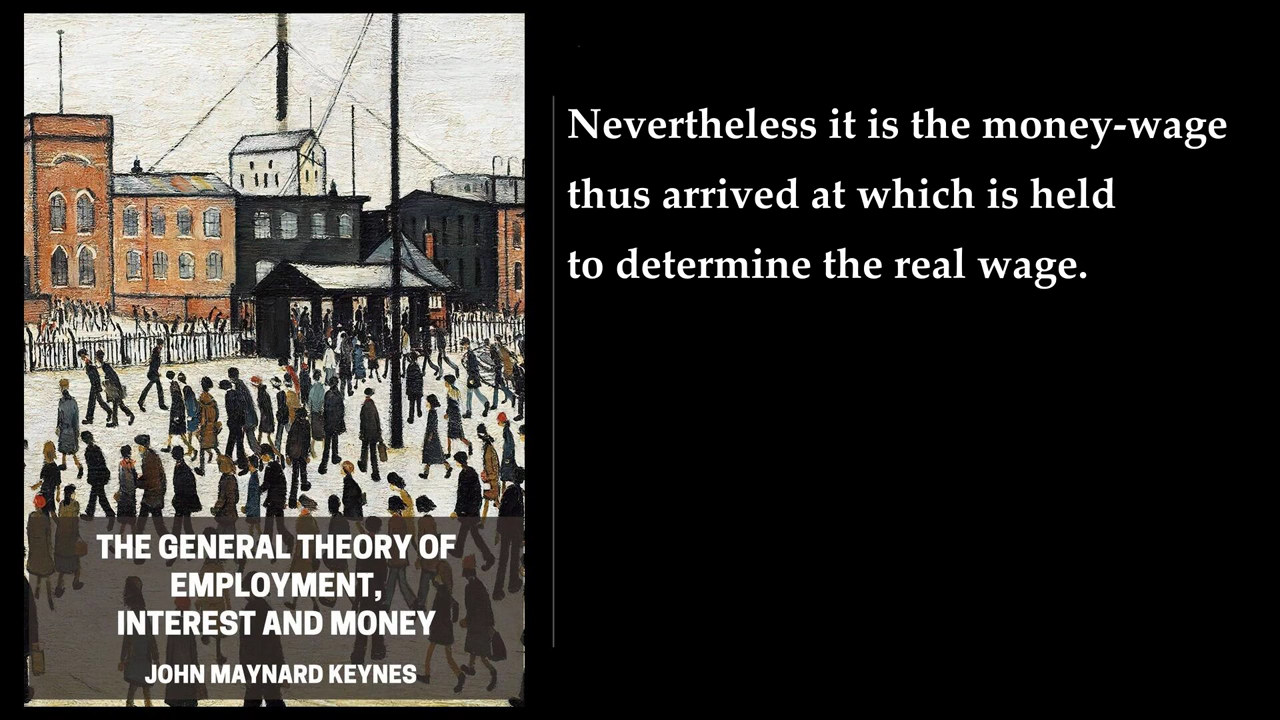 THE GENERAL THEORY OF
EMPLOYMENT,
INTEREST AND MONEY
JOHN MAYNARD KEYNES
Nevertheless it is the money-wage
thus arrived at which is held
to determine the real wage.